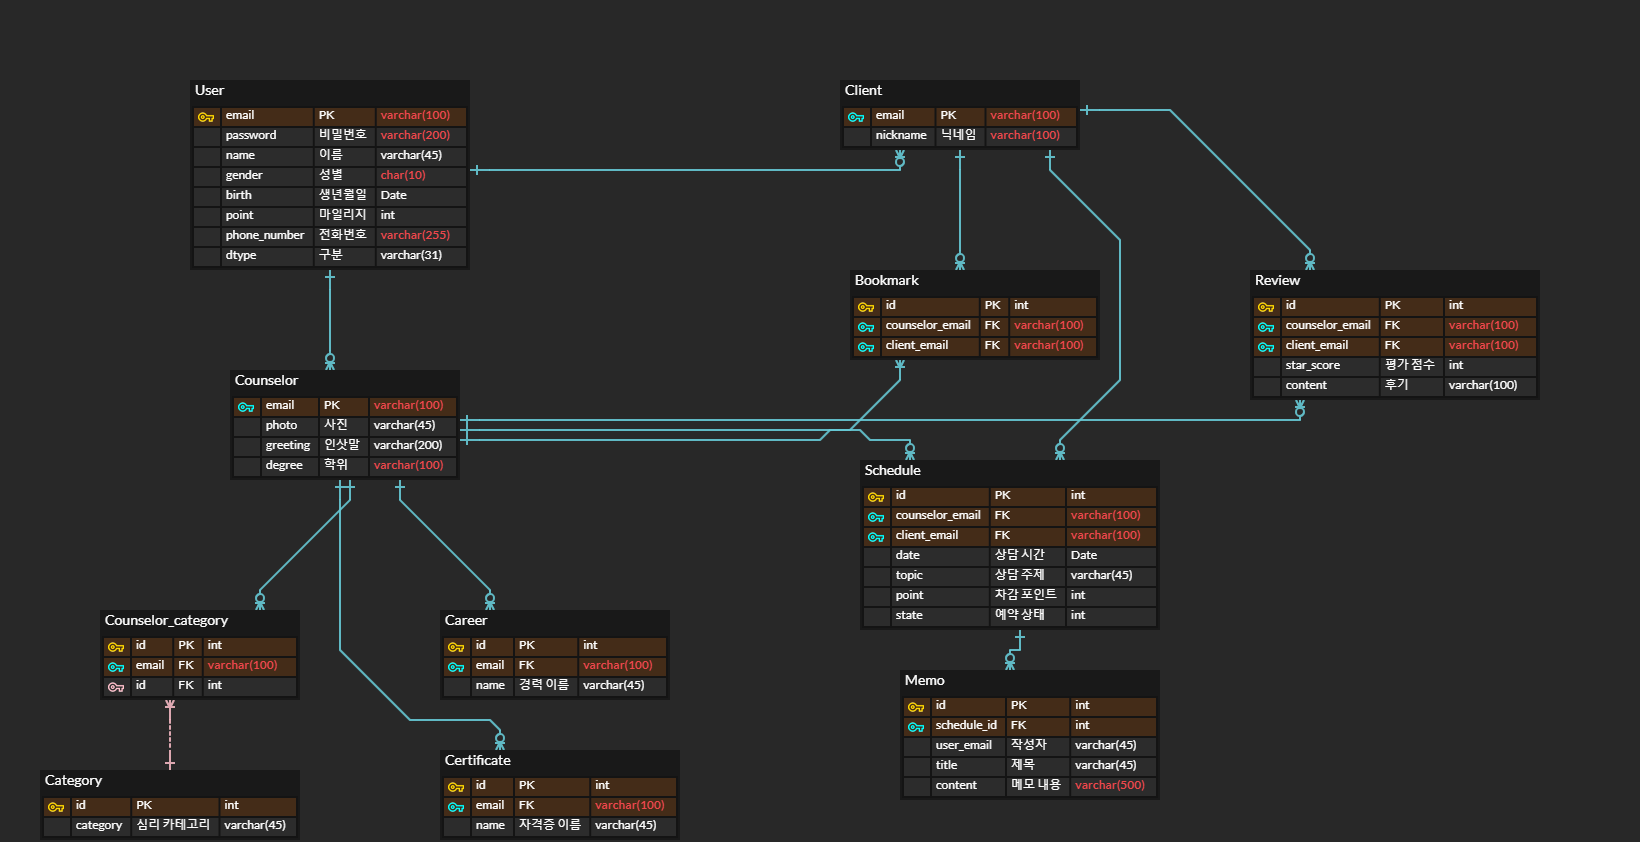 User
email PK varchar(100)
password 비밀번호 varchar(200)
name 이름 varchar(45)
gender 성별 char(10)
birth 생년월일 Date
point 마일리지 int
phone_number 전화번호 varchar(255)
dtype 구분 varchar(31)
Client
email PK varchar(100)
nickname 닉네임 varchar(100)
Bookmark
id PK int
counselor_email FK varchar(100)
client_email FK varchar(100)
Review
id PK int
counselor_email FK varchar(100)
client_email FK varchar(100)
star_score 평가 점수 int
content 후기 varchar(100)
Counselor
email PK varchar(100)
photo 사진 varchar(45)
greeting 인삿말 varchar(200)
degree 학위 varchar(100)
Schedule
id PK int
counselor_email FK varchar(100)
client_email FK varchar(100)
date 상담 시간 Date
topic 상담 주제 varchar(45)
point 차감 포인트 int
state 예약 상태 int
Counselor_category
id PK int
email FK varchar(100)
id FK int
Career
id PK int
email FK varchar(100)
name 경력 이름 varchar(45)
Memo
id PK int
schedule_id FK int
user_email 작성자 varchar(45)
title 제목 varchar(45)
content 메모 내용 varchar(500)
Category
id PK int
category 심리 카테고리 varchar(45)
Certificate
id PK int
email FK varchar(100)
name 자격증 이름 varchar(45)